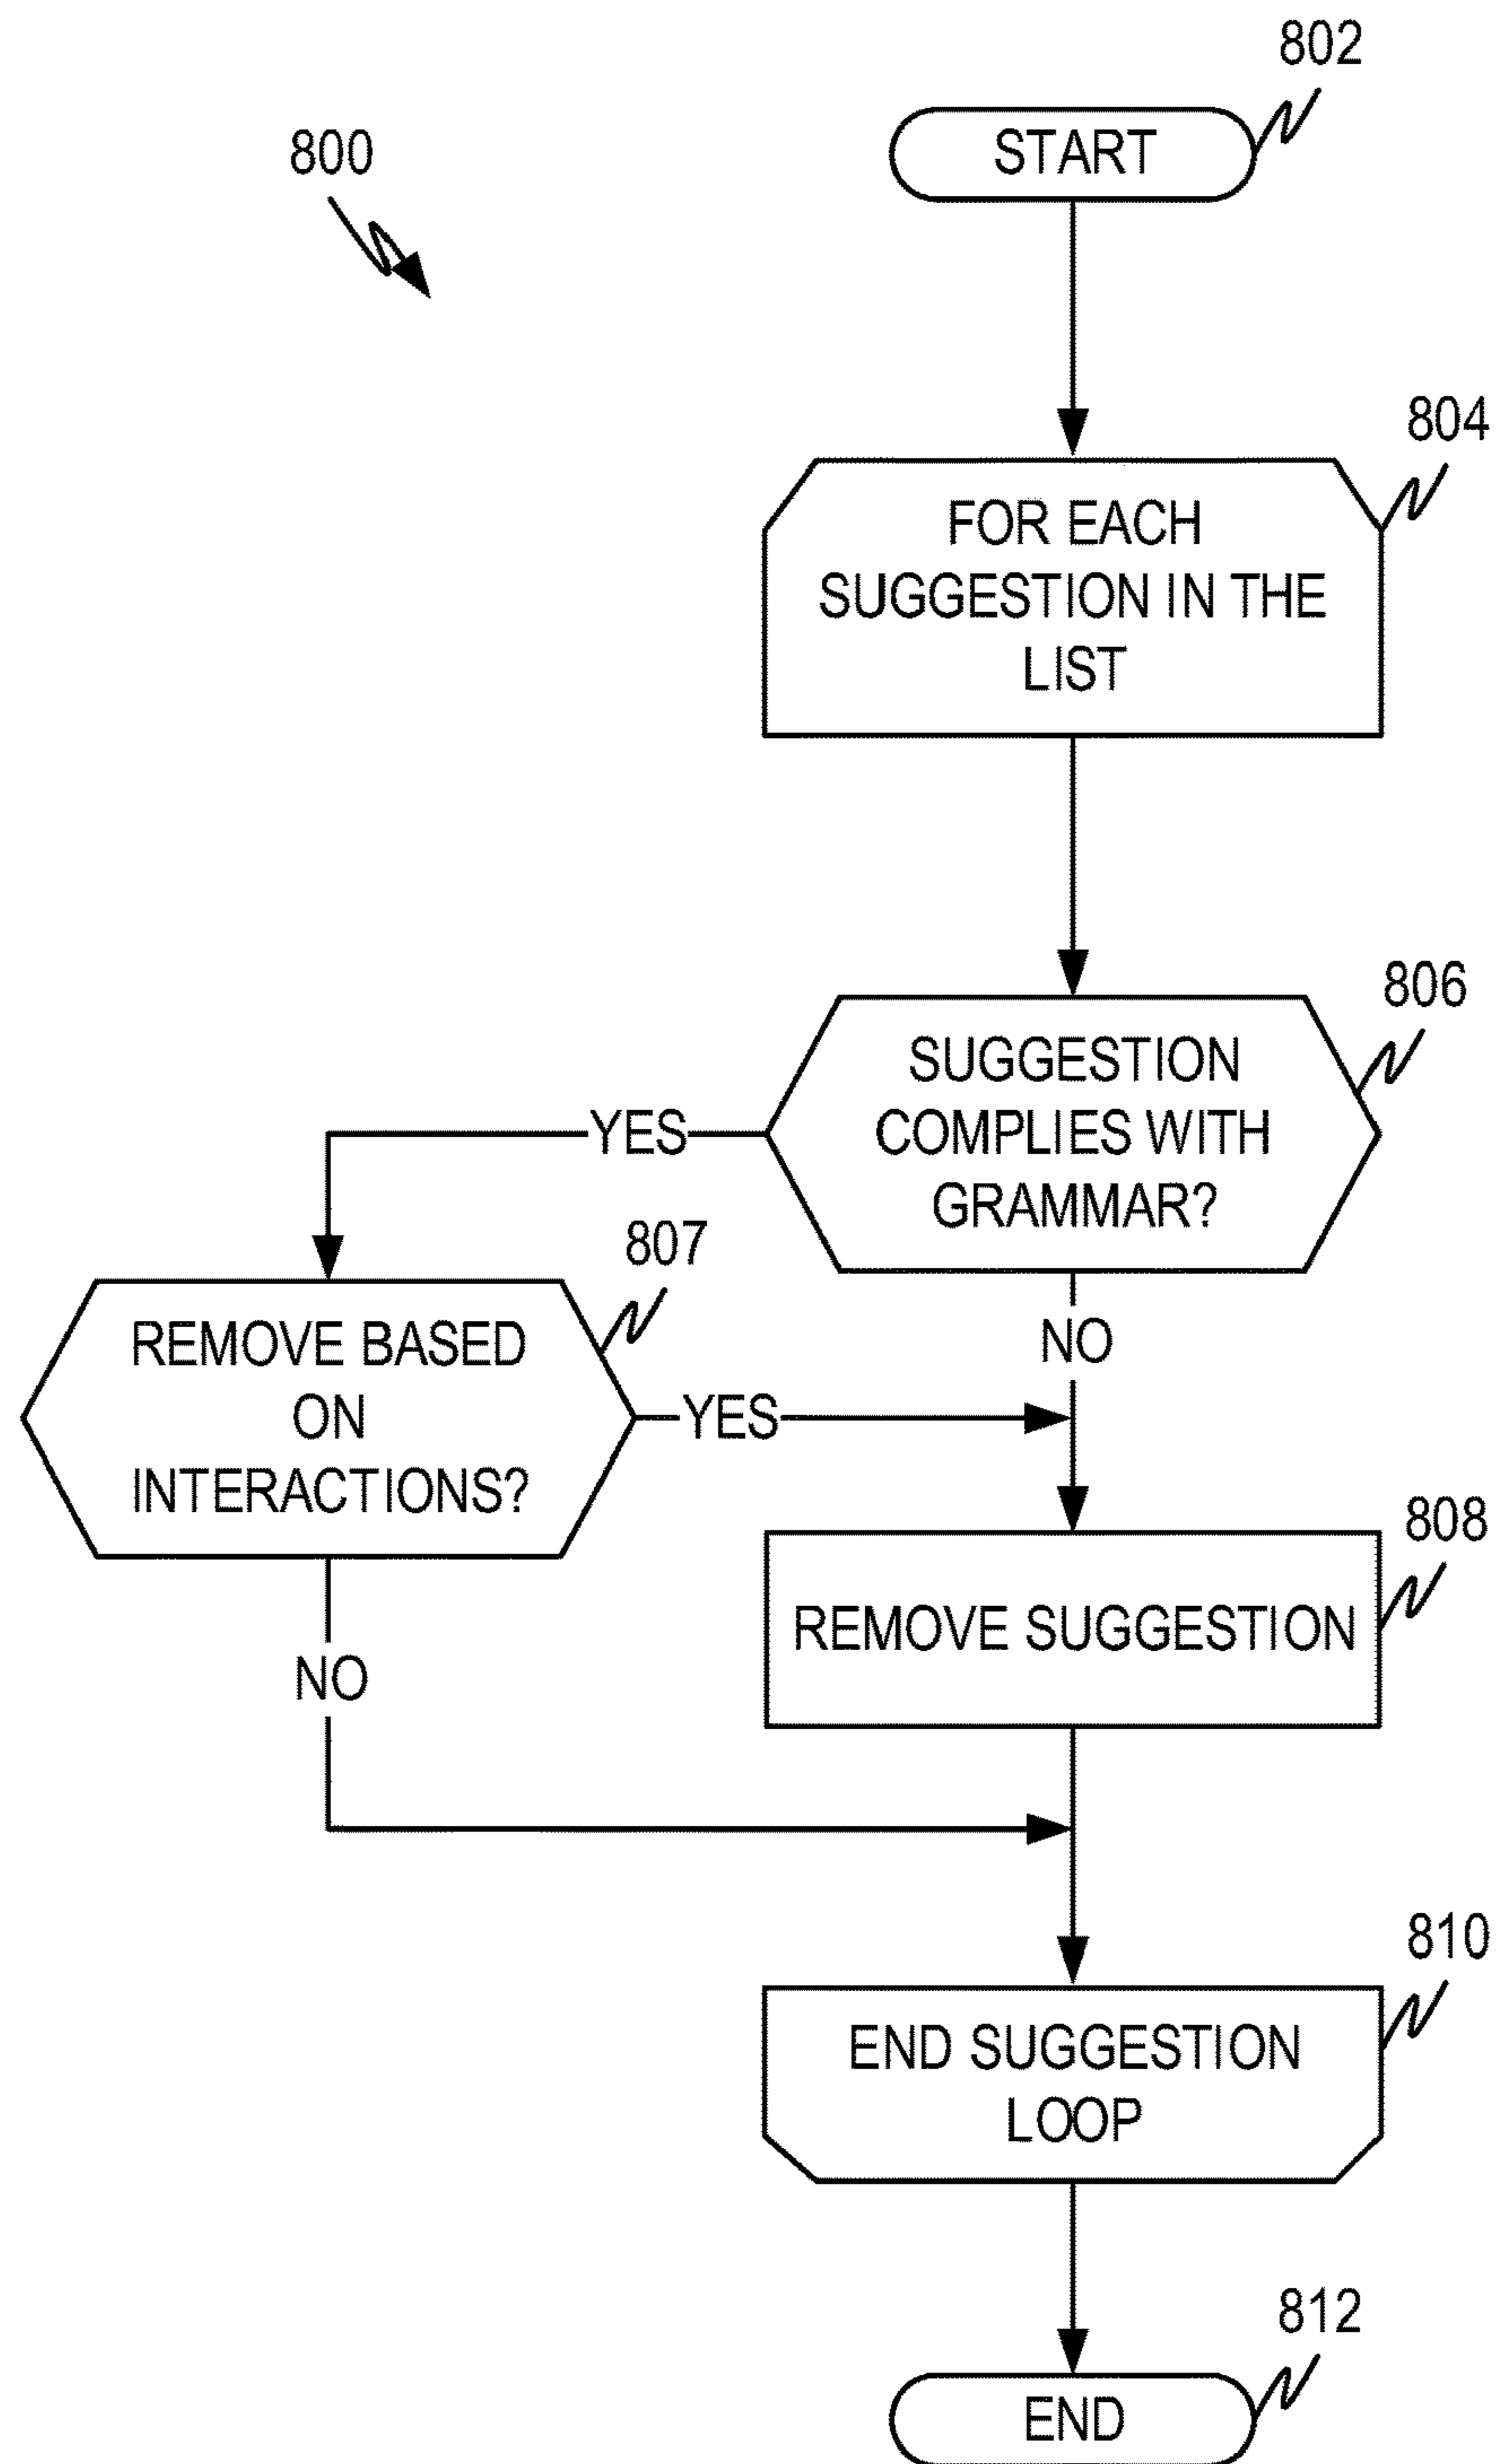 802
START
800
804
FOR EACH
SUGGESTION IN THE
LIST
806
SUGGESTION
COMPLIES WITH
GRAMMAR?
YES
807
NO
REMOVE BASED
ON
INTERACTIONS?
YES
808
REMOVE SUGGESTION
NO
810
END SUGGESTION
LOOP
812
END